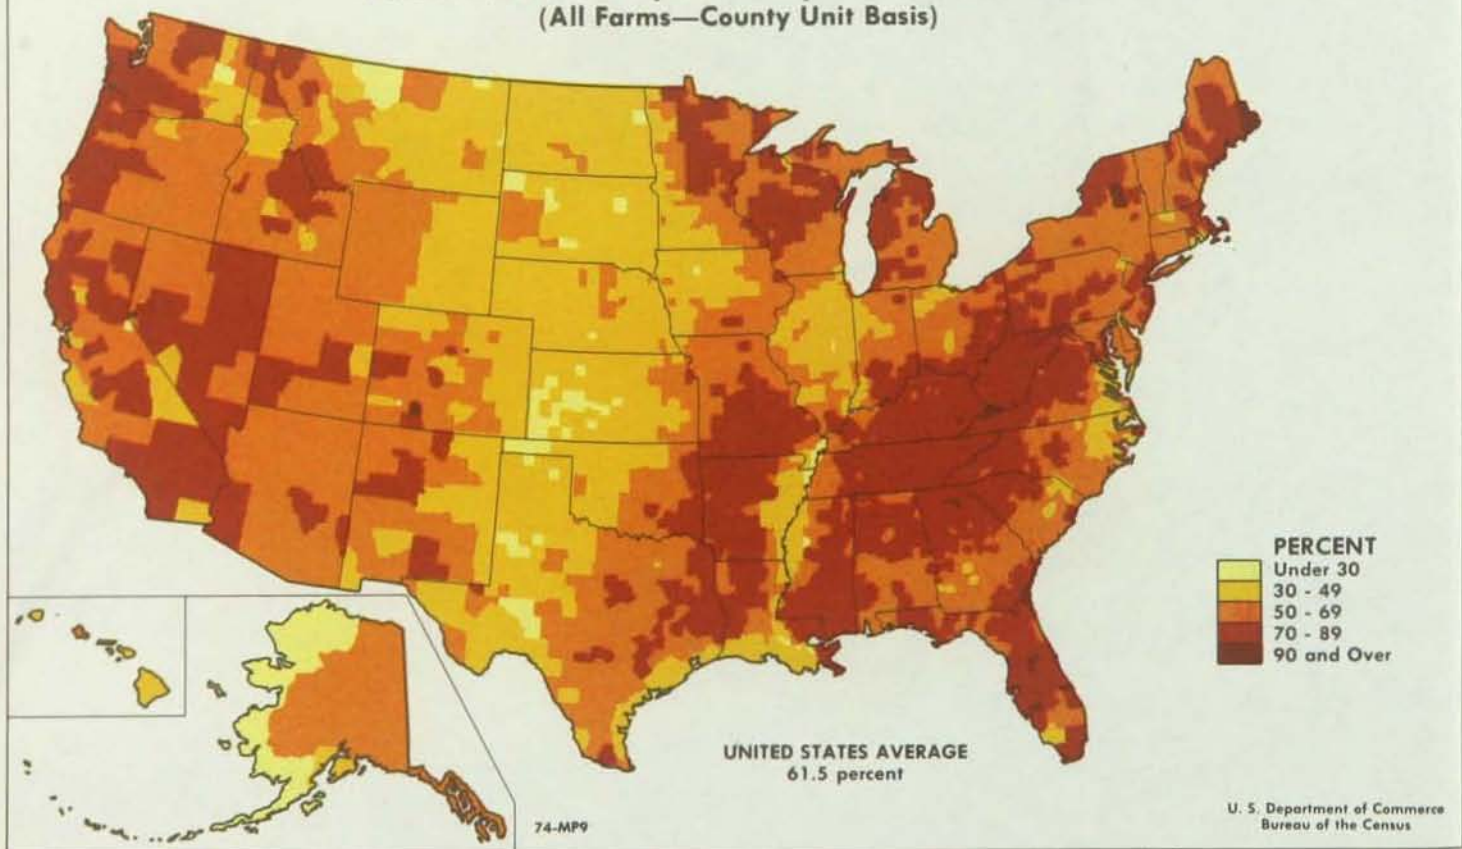 (All Farms—County Unit Basis)
PERCENT
Under 30
30 - 49
50 - 69
70 - 89
90 and Over
UNITED STATES AVERAGE
61.5 percent
74-MP9
U. S. Department of Commerce
Bureau of the Census